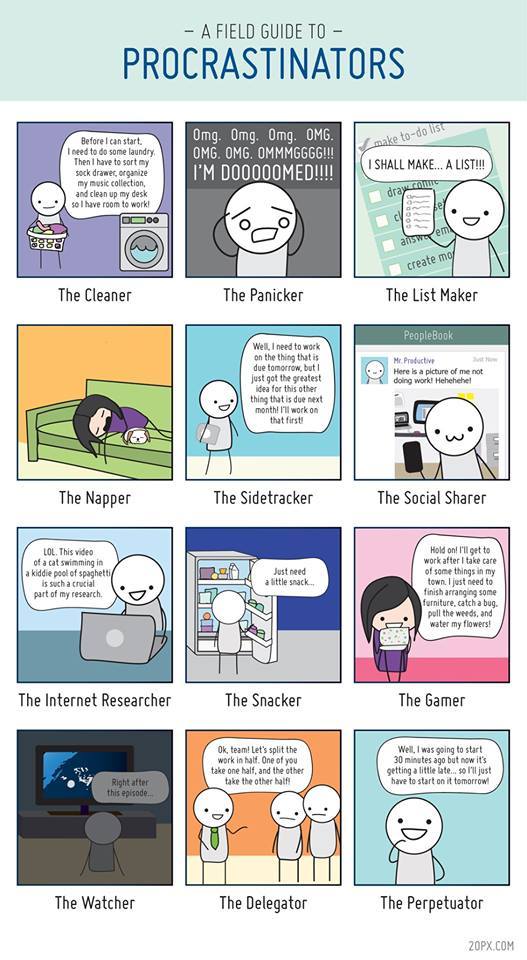 – A FIELD GUIDE TO –
PROCRASTINATORS
Before I can start,
I need to do some laundry.
Then I have to sort my
sock drawer, organize
my music collection,
and clean up my desk
so I have room to work!
The Cleaner
Omg. Omg. Omg. OMG.
OMG. OMG. OMMMGGGG!!!
I'M DOOOOOMED!!!!
The Panicker
make to-do list
I SHALL MAKE... A LIST!!!
draw comic
cl
answ em
create mo
The List Maker
The Napper
Well, I need to work
on the thing that is
due tomorrow, but I
just got the greatest
idea for this other
thing that is due next
month! I'll work on
that first!
The Sidetracker
PeopleBook
Mr. Productive
Just Now
Here is a picture of me not
doing work! Hehehehe!
The Social Sharer
LOL. This video
of a cat swimming in
a kiddie pool of spaghetti
is such a crucial
part of my research.
The Internet Researcher
Just need
a little snack...
The Snacker
Hold on! I'll get to
work after I take care
of some things in my
town. I just need to
finish arranging some
furniture, catch a bug,
pull the weeds, and
water my flowers!
The Gamer
Right after
this episode...
The Watcher
Ok, team! Let's split the
work in half. One of you
take one half, and the other
take the other half!
The Delegator
Well, I was going to start
30 minutes ago but now it's
getting a little late... so I'll just
have to start on it tomorrow!
The Perpetuator
20PX.COM